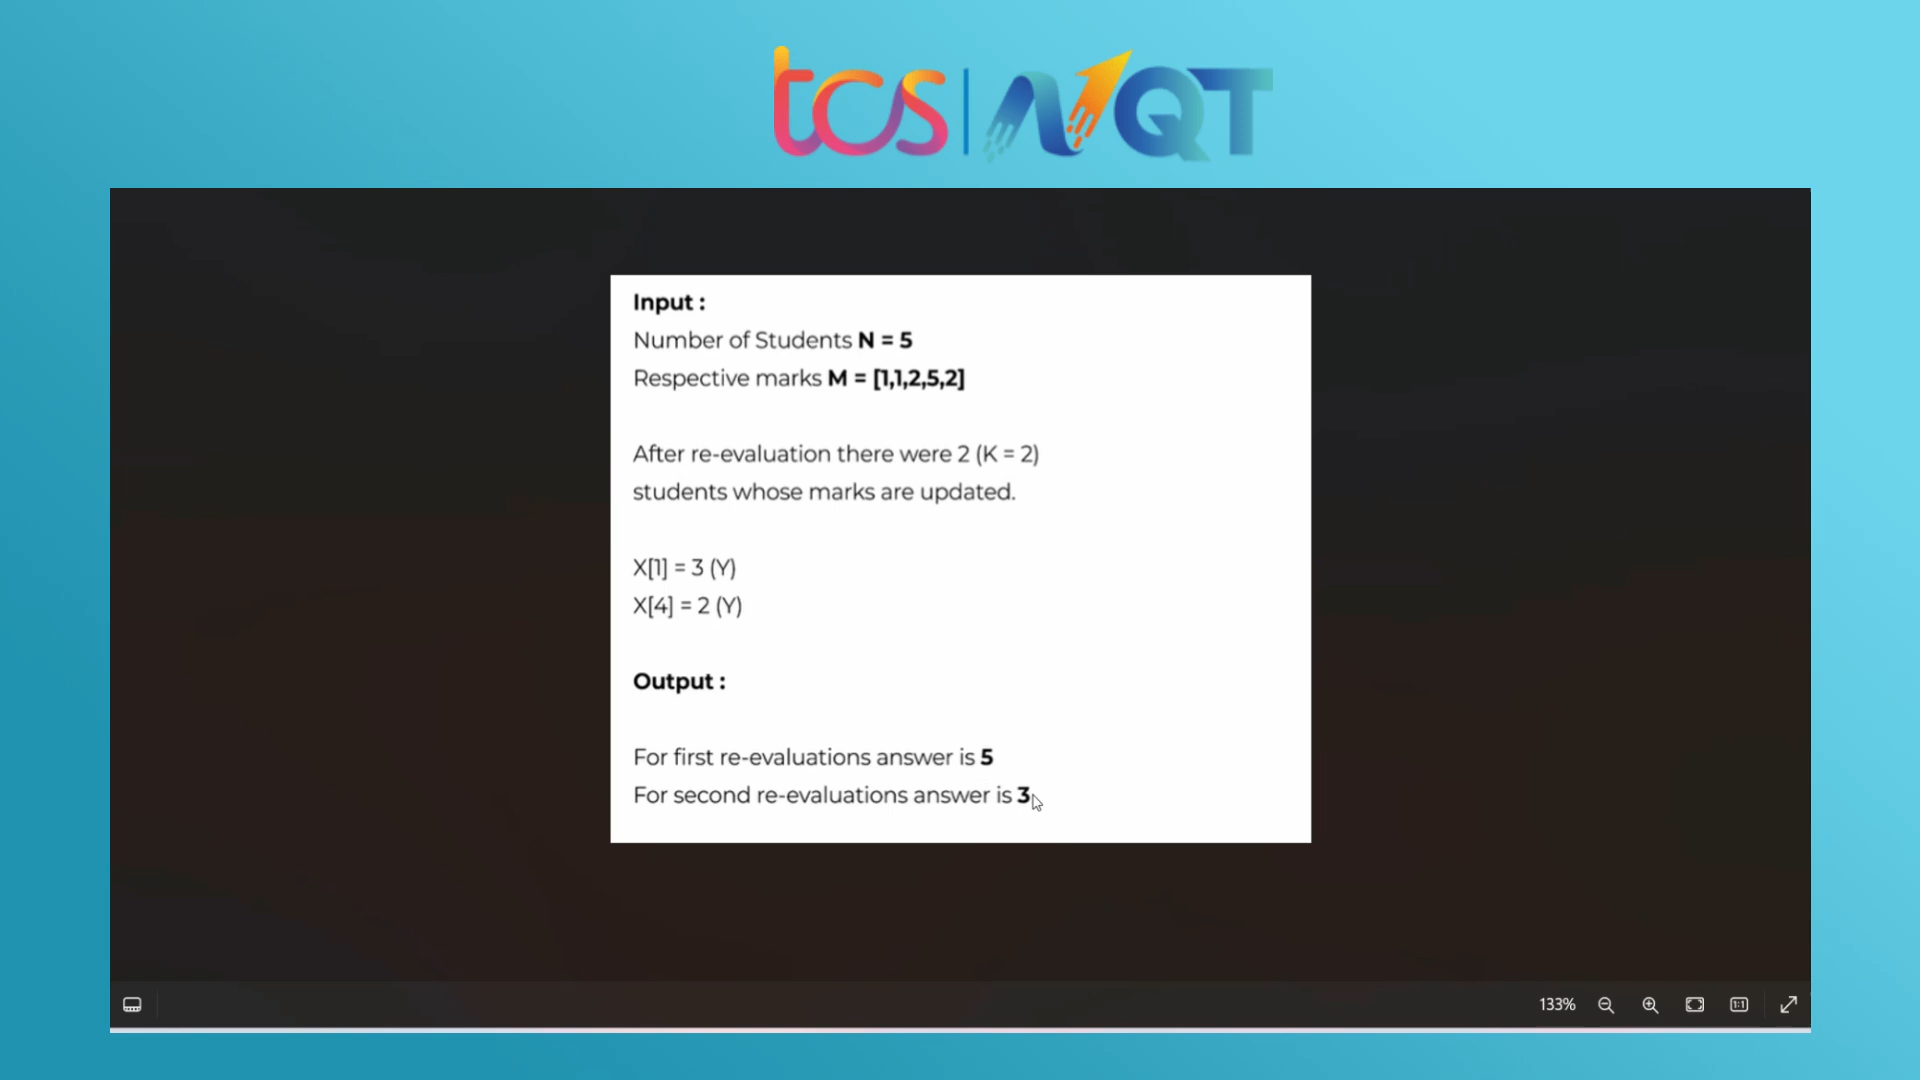 tcs | NQT
Input :
Number of Students N = 5
Respective marks M = [1,1,2,5,2]
After re-evaluation there were 2 (K = 2)
students whose marks are updated.
X[1] = 3 (Y)
X[4] = 2 (Y)
Output :
For first re-evaluations answer is 5
For second re-evaluations answer is 3
133%
1:1